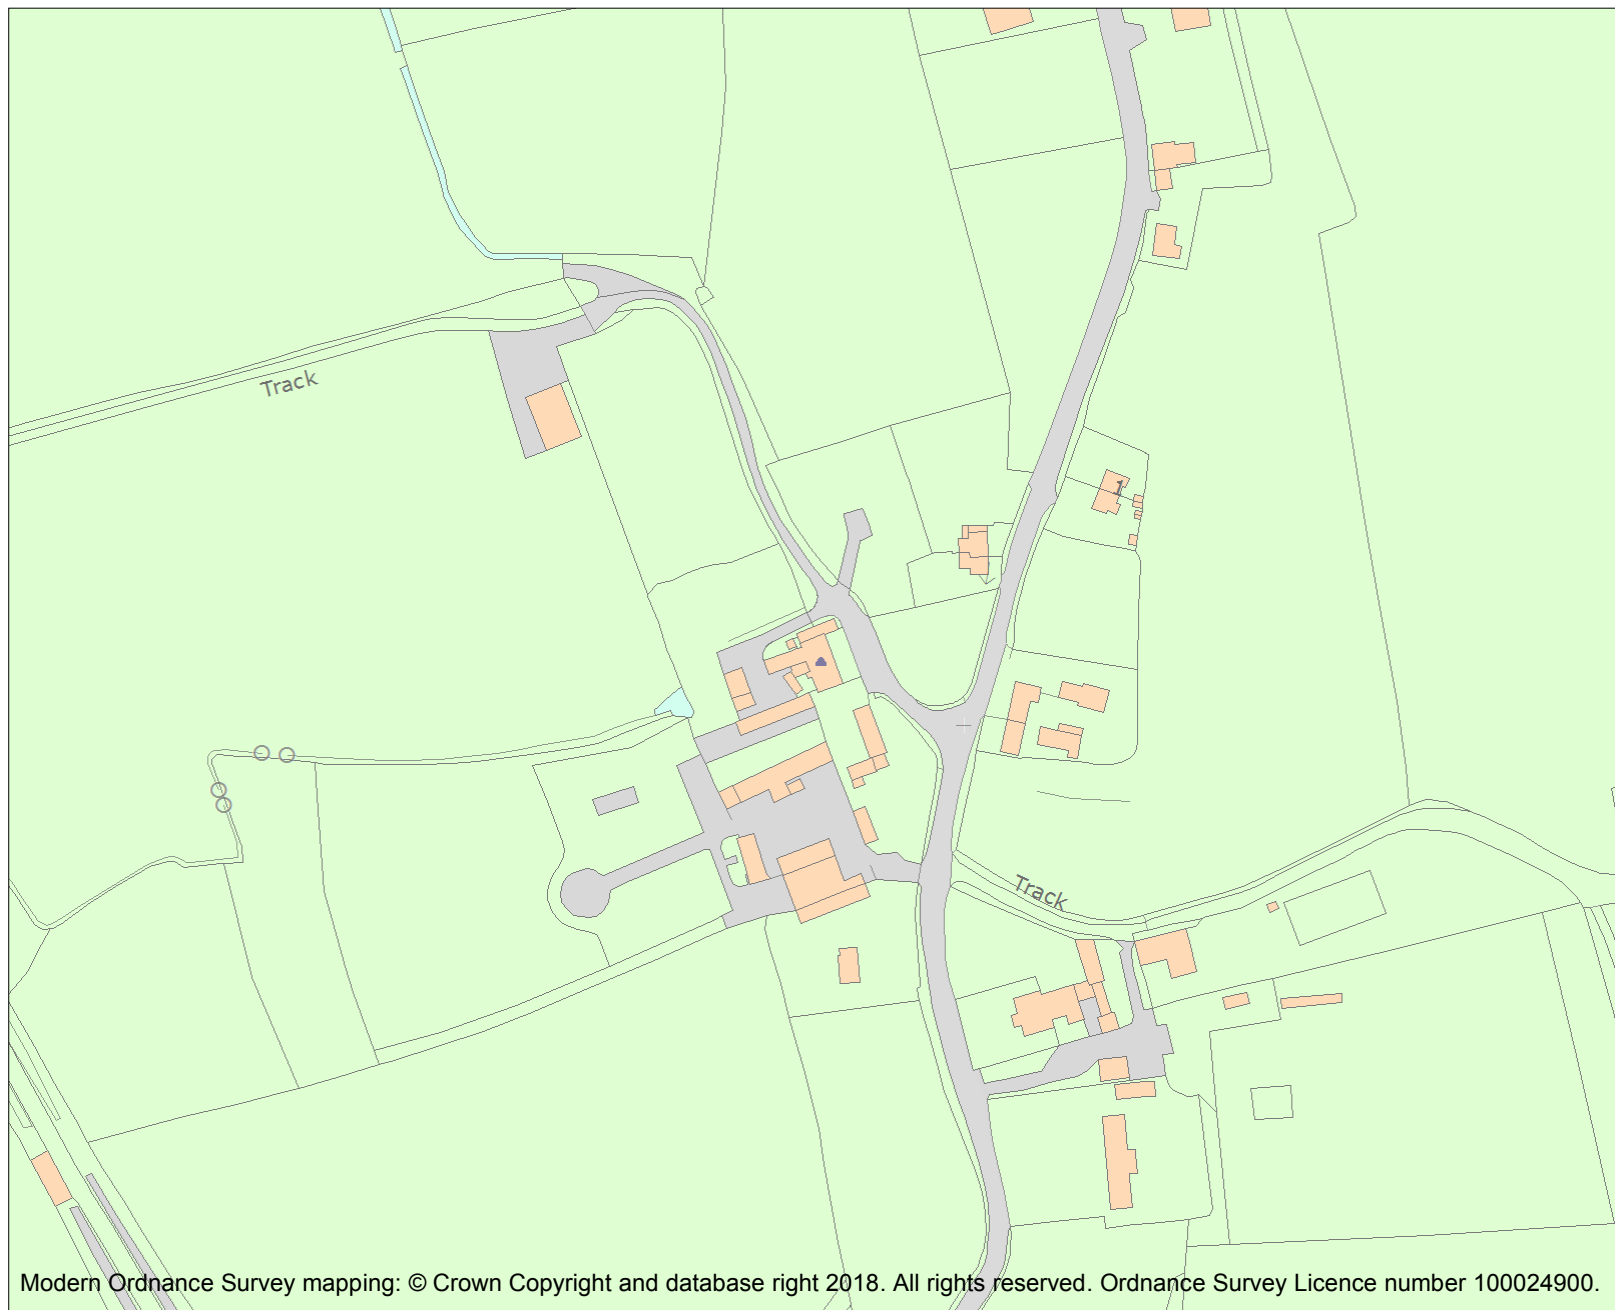 Track
1
Track
Modern Ordnance Survey mapping: © Crown Copyright and database right 2018. All rights reserved. Ordnance Survey Licence number 100024900.